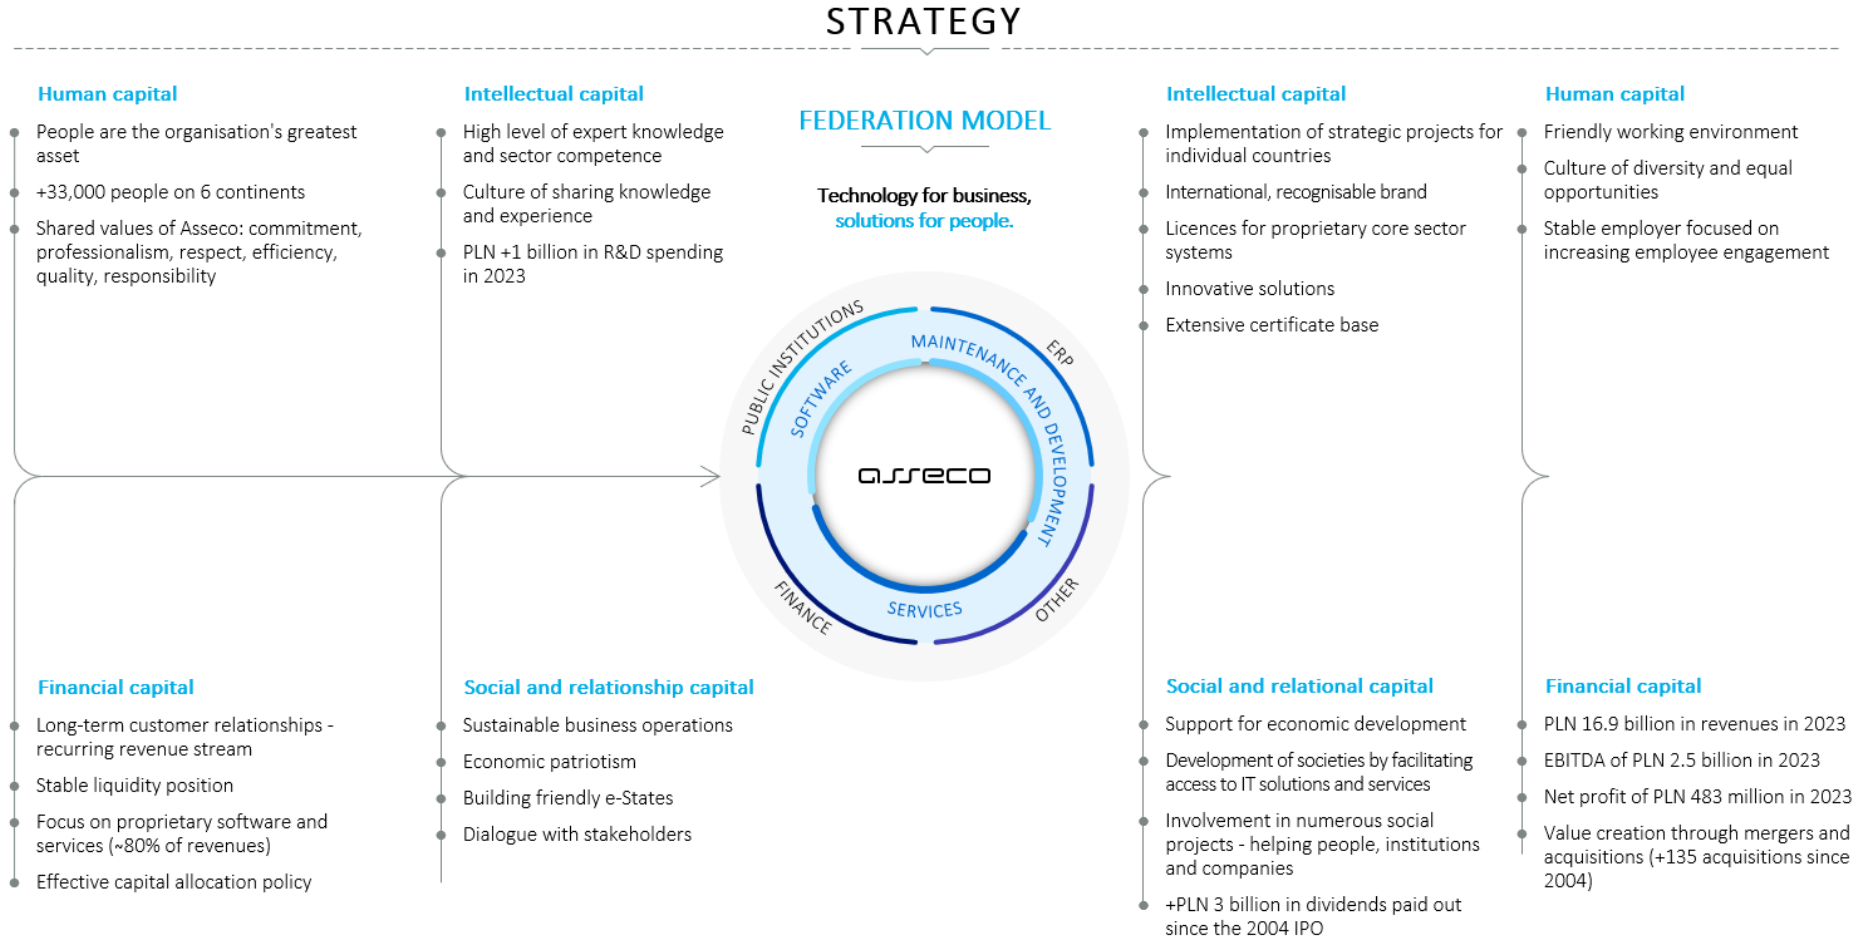 STRATEGY
Human capital
People are the organisation's greatest
asset
+33,000 people on 6 continents
Shared values of Asseco: commitment,
professionalism, respect, efficiency,
quality, responsibility
Intellectual capital
High level of expert knowledge
and sector competence
Culture of sharing knowledge
and experience
PLN +1 billion in R&D spending
in 2023
FEDERATION MODEL
Technology for business,
solutions for people.
PUBLIC INSTITUTIONS
ERP
SOFTWARE
MAINTENANCE AND DEVELOPMENT
asseco
SERVICES
FINANCE
OTHER
Intellectual capital
Implementation of strategic projects for
individual countries
International, recognisable brand
Licences for proprietary core sector
systems
Innovative solutions
Extensive certificate base
Human capital
Friendly working environment
Culture of diversity and equal
opportunities
Stable employer focused on
increasing employee engagement
Financial capital
Long-term customer relationships -
recurring revenue stream
Stable liquidity position
Focus on proprietary software and
services (~80% of revenues)
Effective capital allocation policy
Social and relationship capital
Sustainable business operations
Economic patriotism
Building friendly e-States
Dialogue with stakeholders
Social and relational capital
Support for economic development
Development of societies by facilitating
access to IT solutions and services
Involvement in numerous social
projects - helping people, institutions
and companies
+PLN 3 billion in dividends paid out
since the 2004 IPO
Financial capital
PLN 16.9 billion in revenues in 2023
EBITDA of PLN 2.5 billion in 2023
Net profit of PLN 483 million in 2023
Value creation through mergers and
acquisitions (+135 acquisitions since
2004)